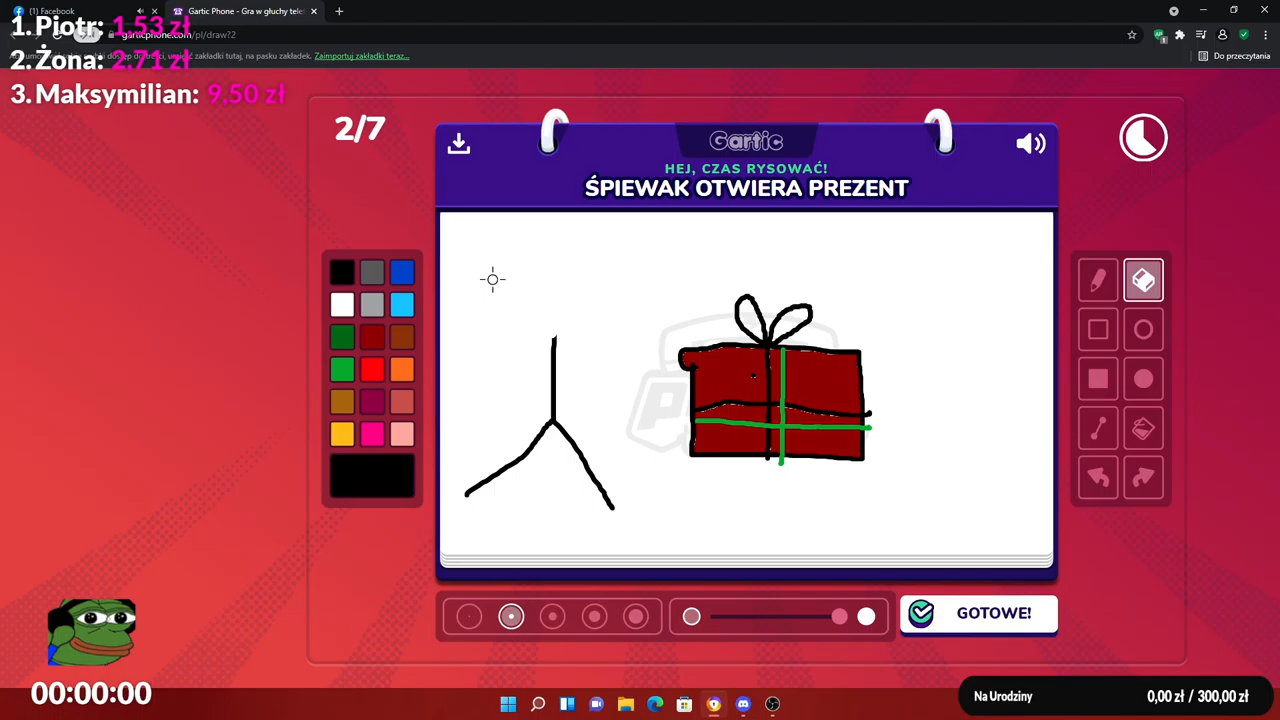 (1) Facebook
Gartic Phone - Gra w głuchy telef
garticphone.com/pl/draw?2
Zaimportuj zakładki teraz...
Do przeczytania
1. Piotr: 1,53 zł
2. Żona: 2,71 zł
3. Maksymilian: 9,50 zł
2/7
Gartic
HEJ, CZAS RYSOWAĆ!
ŚPIEWAK OTWIERA PREZENT
GOTOWE!
00:00:00
Na Urodziny 0,00 zł / 300,00 zł